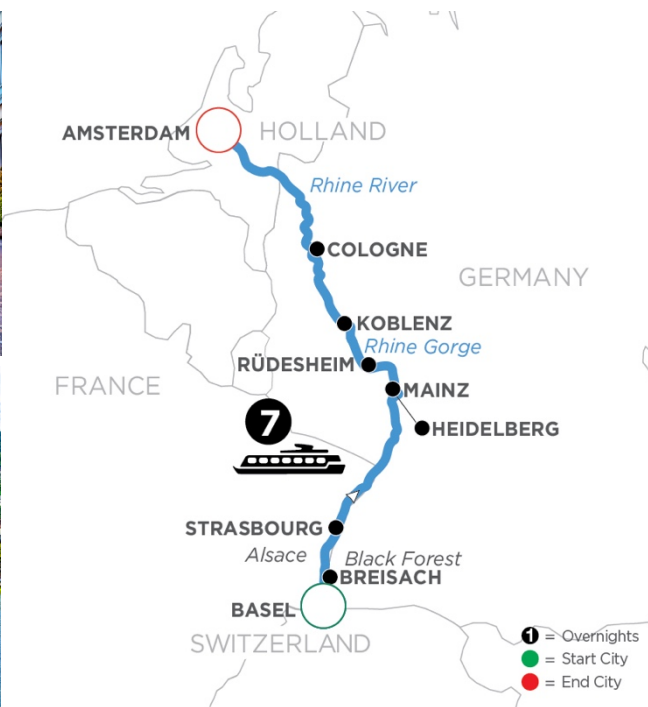 AMSTERDAM
HOLLAND
Rhine River
COLOGNE
GERMANY
KOBLENZ
Rhine Gorge
RÜDESHEIM
FRANCE
MAINZ
7
HEIDELBERG
STRASBOURG
Alsace
Black Forest
BREISACH
BASEL
SWITZERLAND
1 = Overnights
= Start City
= End City